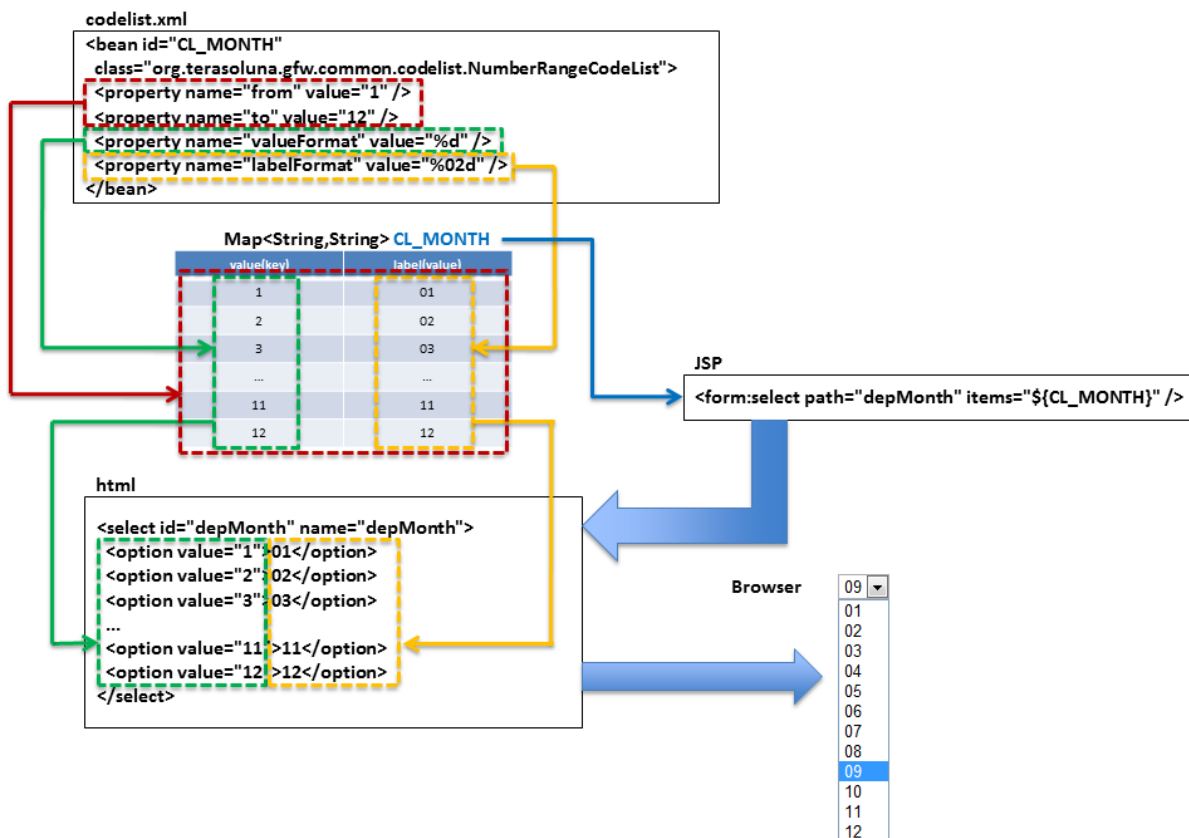 codelist.xml
<bean id="CL_MONTH"
class="org.terasoluna.gfw.common.codelist.NumberRangeCodeList">
<property name="from" value="1" />
<property name="to" value="12" />
<property name="valueFormat" value="%d" />
<property name="labelFormat" value="%02d" />
</bean>
Map<String,String> CL_MONTH
value(key) label(value)
1 01
2 02
3 03
... ...
11 11
12 12
JSP
<form:select path="depMonth" items="${CL_MONTH}" />
html
<select id="depMonth" name="depMonth">
<option value="1">01</option>
<option value="2">02</option>
<option value="3">03</option>
...
<option value="11">11</option>
<option value="12">12</option>
</select>
Browser
09
01
02
03
04
05
06
07
08
09
10
11
12